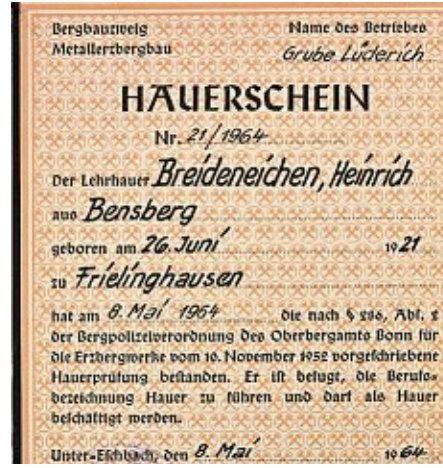 Bergbauzweig
Metallerzbergbau
Name des Betriebes
Grube Lüderich
HAUERSCHEIN
Nr. 21/1964
Der Lehrhauer Breideneichen, Heinrich
aus Bensberg
geboren am 26. Juni 1921
zu Frielinghausen
hat am 8. Mai 1964 die nach § 286, Abs. 2
der Bergpolizeiverordnung des Oberbergamts Bonn für
die Erzbergwerke vom 10. November 1952 vorgeschriebene
Hauerprüfung bestanden. Er ist befugt, die Berufs-
bezeichnung Hauer zu führen und darf als Hauer
beschäftigt werden.
Unter-Eschbach, den 8. Mai 1964